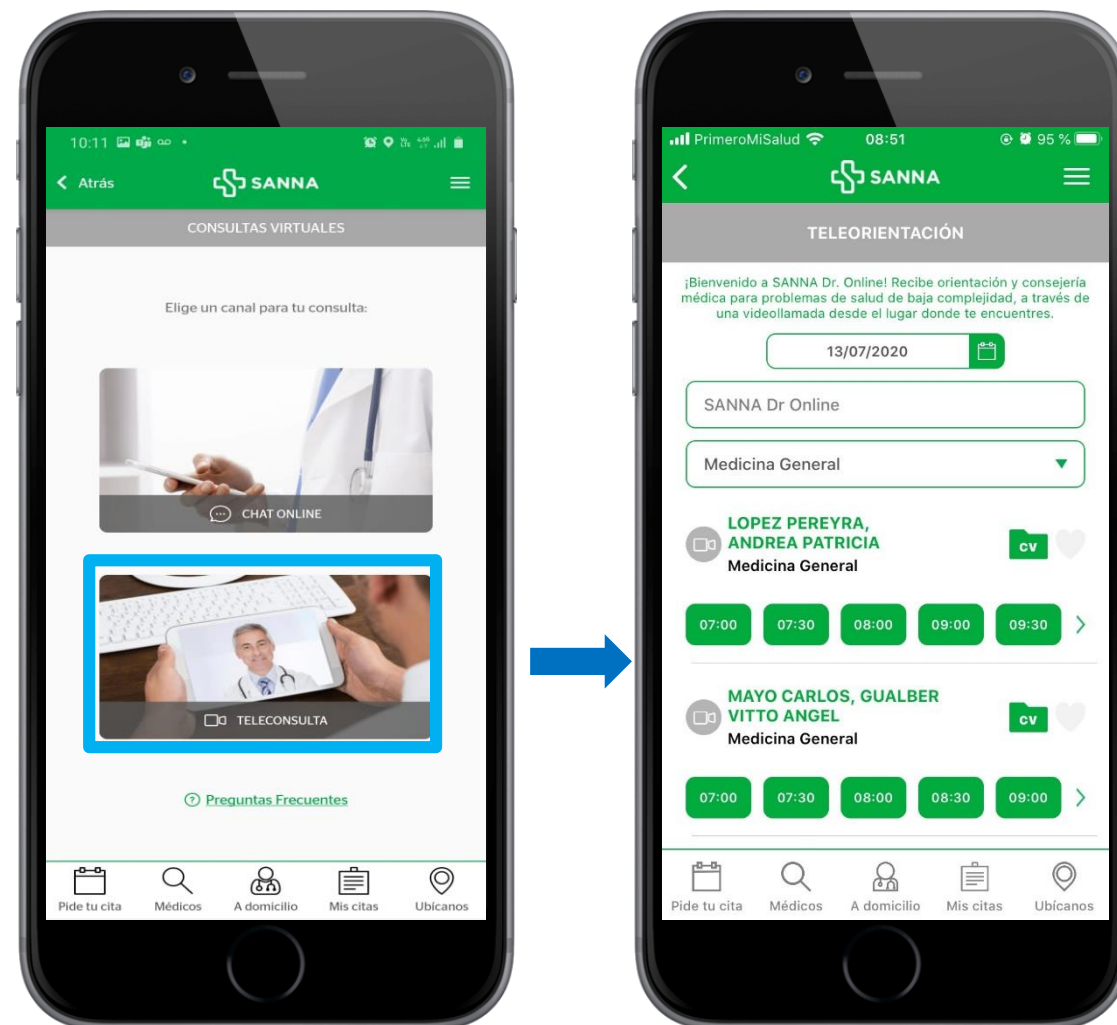 10:11
Atrás
SANNA
CONSULTAS VIRTUALES
Elige un canal para tu consulta:
CHAT ONLINE
TELECONSULTA
Preguntas Frecuentes
Pide tu cita
Médicos
A domicilio
Mis citas
Ubícanos
PrimeroMiSalud
08:51
95 %
SANNA
TELEORIENTACIÓN
¡Bienvenido a SANNA Dr. Online! Recibe orientación y consejería
médica para problemas de salud de baja complejidad, a través de
una videollamada desde el lugar donde te encuentres.
13/07/2020
SANNA Dr Online
Medicina General
LOPEZ PEREYRA,
ANDREA PATRICIA
Medicina General
CV
07:00 07:30 08:00 09:00 09:30
MAYO CARLOS, GUALBER
VITTO ANGEL
Medicina General
CV
07:00 07:30 08:00 08:30 09:00
Pide tu cita
Médicos
A domicilio
Mis citas
Ubícanos